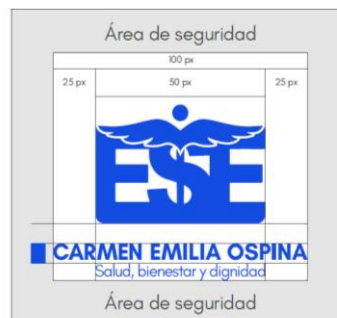 Área de seguridad
100 px
25 px 50 px 25 px
ESE
CARMEN EMILIA OSPINA
Salud, bienestar y dignidad
Área de seguridad